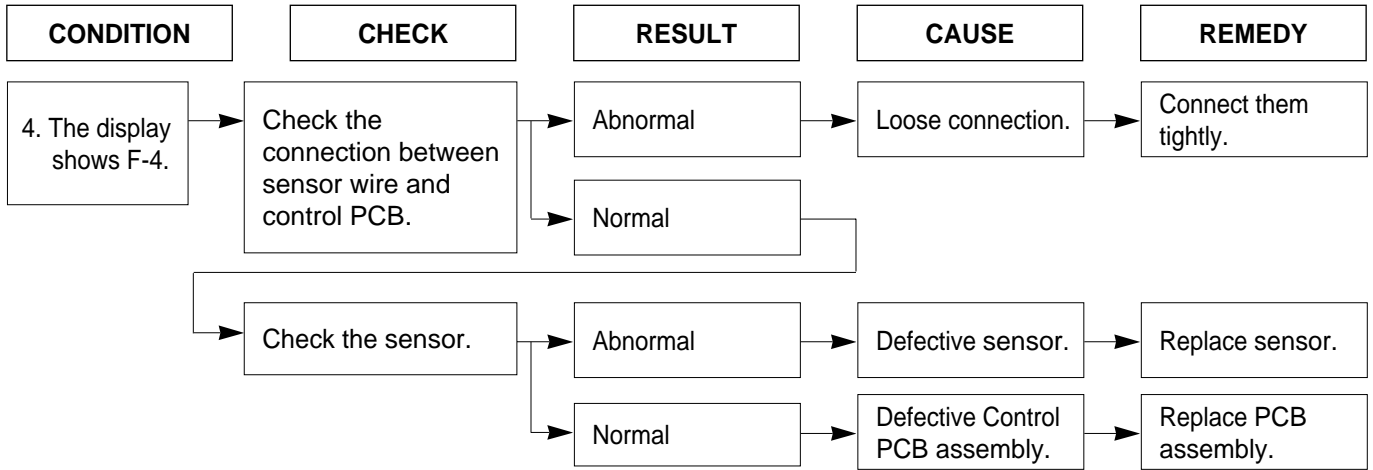 CONDITION
CHECK
RESULT
CAUSE
REMEDY
4. The display
shows F-4.
Check the
connection between
sensor wire and
control PCB.
Abnormal
Loose connection.
Connect them
tightly.
Normal
Check the sensor.
Abnormal
Defective sensor.
Replace sensor.
Normal
Defective Control
PCB assembly.
Replace PCB
assembly.